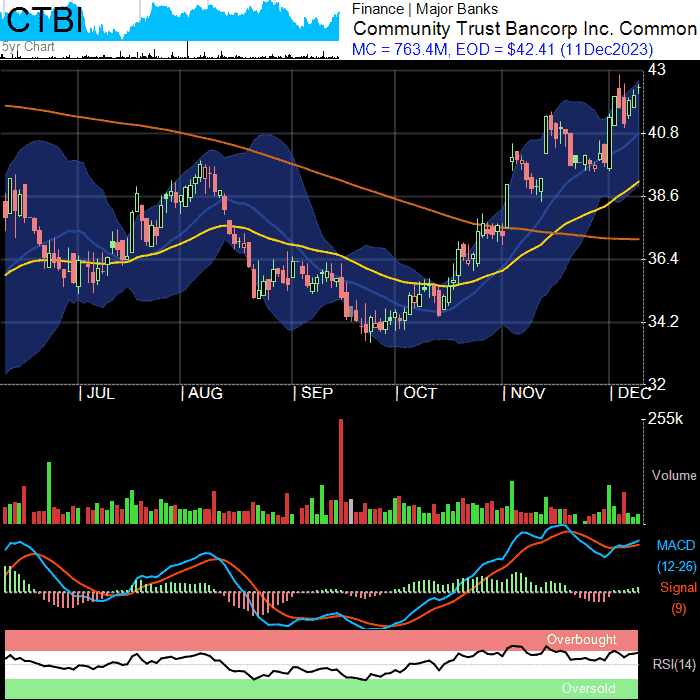 CTBI
5yr Chart
Finance | Major Banks
Community Trust Bancorp Inc. Common
MC = 763.4M, EOD = $42.41 (11Dec2023)
43
40.8
38.6
36.4
34.2
32
| JUL
| AUG
| SEP
| OCT
| NOV
| DEC
255k
Volume
MACD
(12-26)
Signal
(9)
Overbought
RSI(14)
Oversold